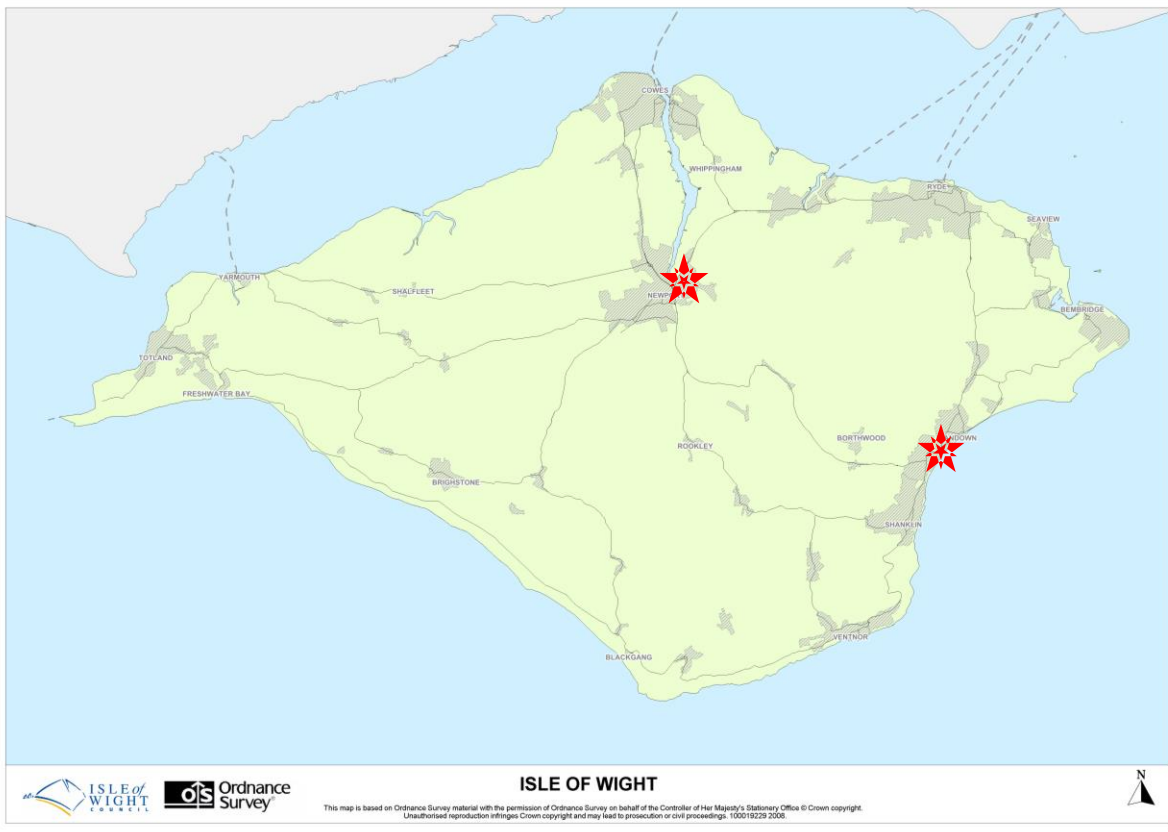 COWES
WHIPPINGHAM
RYDE
SEAVIEW
YARMOUTH
SHALFLEET
BEMBRIDGE
TOTLAND
FRESHWATER BAY
ROOKLEY
BORTHWOOD
BRIGHSTONE
SHANKLIN
VENTNOR
BLACKGANG
ISLE of
WIGHT
COUNCIL
OS Ordnance
Survey®
ISLE OF WIGHT
This map is based on Ordnance Survey material with the permission of Ordnance Survey on behalf of the Controller of Her Majesty's Stationery Office © Crown copyright.
Unauthorised reproduction infringes Crown copyright and may lead to prosecution or civil proceedings. 100019229 2008.
N